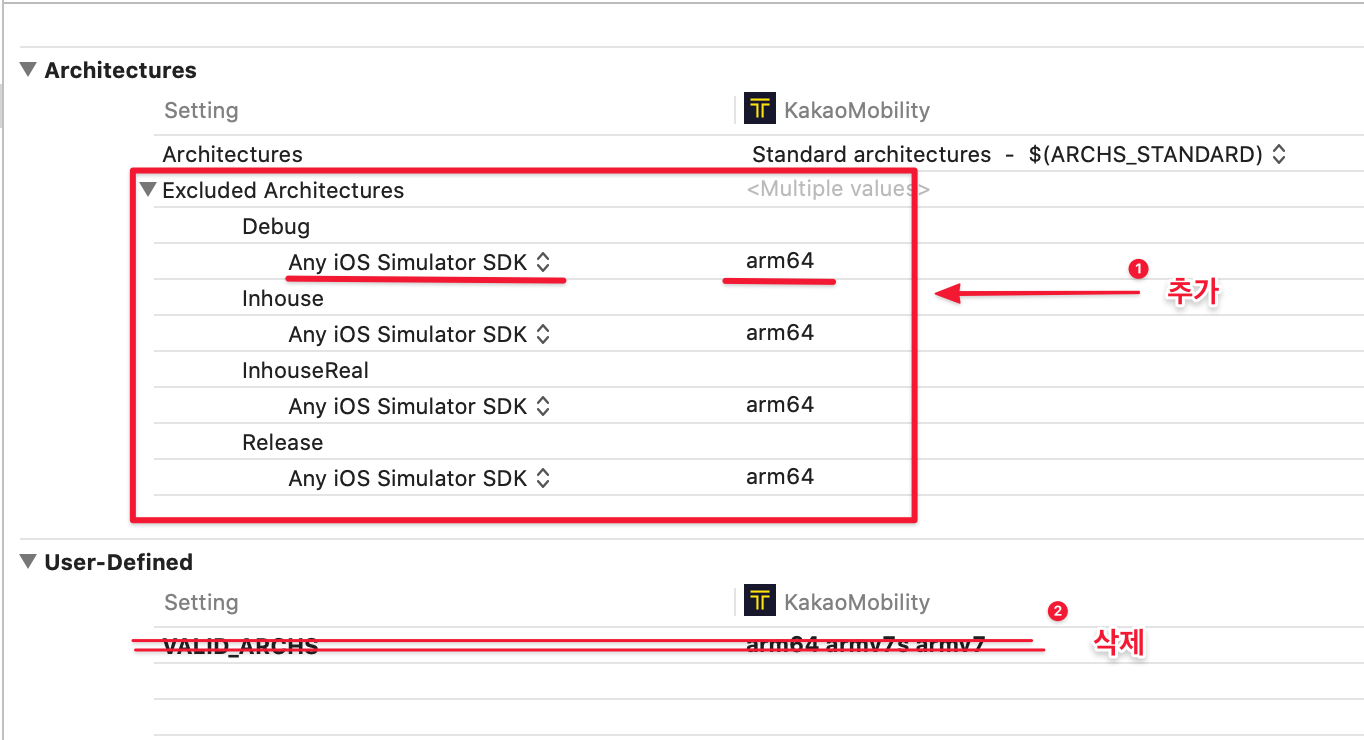 Architectures
Setting KakaoMobility
Architectures Standard architectures - $(ARCHS_STANDARD)
Excluded Architectures <Multiple values>
Debug
Any iOS Simulator SDK arm64
1 추가
Inhouse
Any iOS Simulator SDK arm64
InhouseReal
Any iOS Simulator SDK arm64
Release
Any iOS Simulator SDK arm64
User-Defined
Setting KakaoMobility
2 삭제
VALID_ARCHS arm64 armv7s armv7